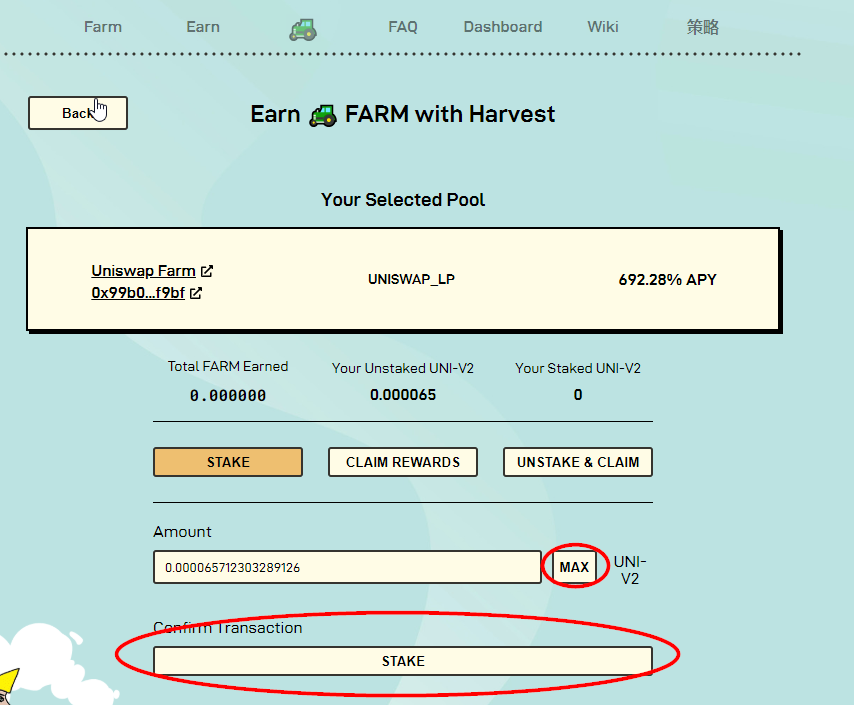 Farm Earn FAQ Dashboard Wiki 策略
Back
Earn FARM with Harvest
Your Selected Pool
Uniswap Farm
0x99b0...f9bf
UNISWAP_LP
692.28% APY
Total FARM Earned
0.000000
Your Unstaked UNI-V2
0.000065
Your Staked UNI-V2
0
STAKE
CLAIM REWARDS
UNSTAKE & CLAIM
Amount
0.000065712303289126
MAX
UNI-
V2
Confirm Transaction
STAKE